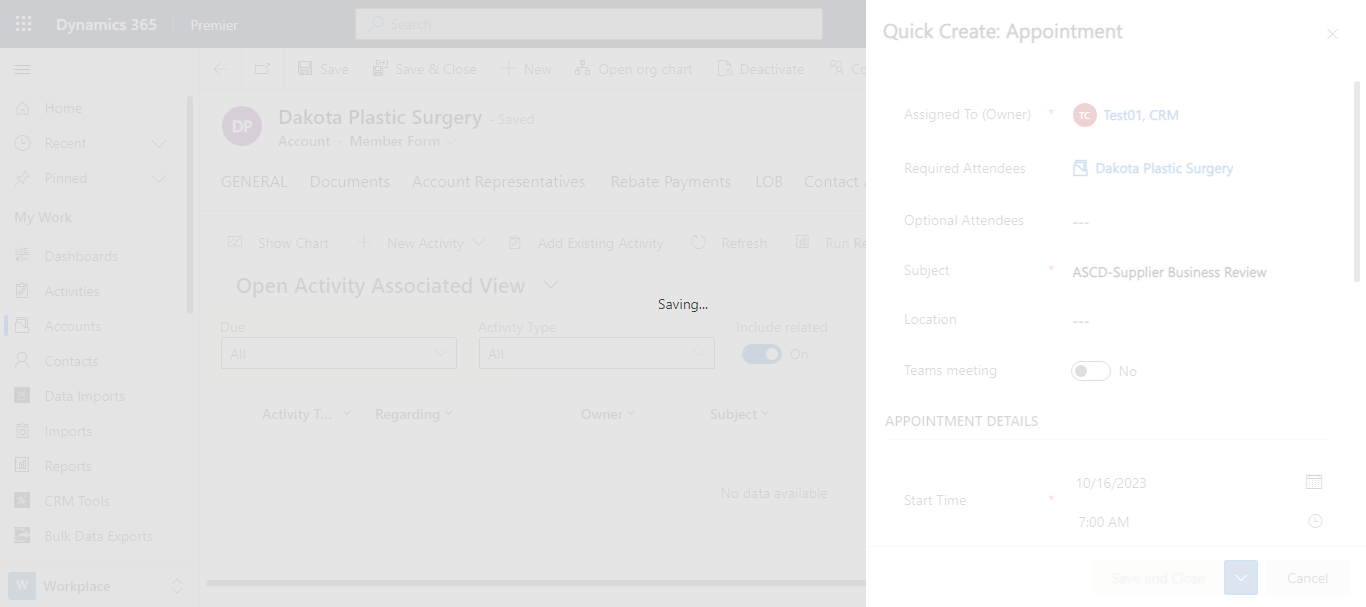 Dynamics 365
Premier
Search
Save
Save & Close
New
Open org chart
Deactivate
Co
Home
Recent
Pinned
My Work
Dashboards
Activities
Accounts
Contacts
Data Imports
Imports
Reports
CRM Tools
Bulk Data Exports
W
Workplace
DP
Dakota Plastic Surgery - Saved
Account · Member Form
GENERAL Documents Account Representatives Rebate Payments LOB Contact A
Show Chart
New Activity
Add Existing Activity
Refresh
Run Re
Open Activity Associated View
Saving...
Due
Activity Type
Include related
All
All
On
Activity T... Regarding Owner Subject
No data available
Quick Create: Appointment
Assigned To (Owner) * TC Test01, CRM
Required Attendees Dakota Plastic Surgery
Optional Attendees ---
Subject * ASCD-Supplier Business Review
Location ---
Teams meeting No
APPOINTMENT DETAILS
10/16/2023
Start Time *
7:00 AM
Save and Close
Cancel